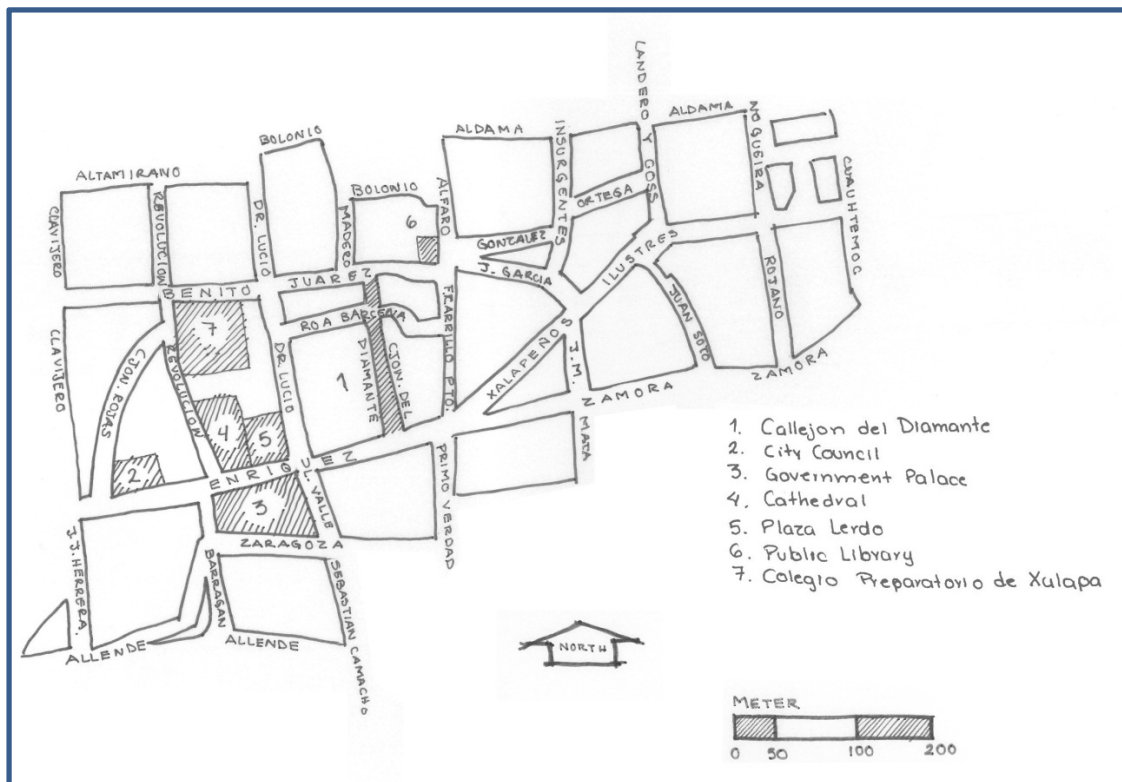 LANDERO Y GOSS
ALDAMA
NOGUEIRA
ALDAMA
INSURGENTES
BOLONIO
CUAUHTEMOC
ALTAMIRANO
BOLONIO
ALFARO
ORTEGA
CLAVIJERO
REVOLUCION
DR. LUCIO
MADERO
6
GONZALEZ
J. GARCIA
ILUSTRES
ROJANO
BENITO
JUAREZ
7
ROA BARCENA
XALAPEÑOS
JUAN SOTO
CLAVIJERO
CJON. ROJAS
REVOLUCION
DR. LUCIO
1
DIAMANTE
CJON. DEL
J.M.
MATA
ZAMORA
ZAMORA
4
5
2
ENRIQUEZ
3
J. VALLE
PRIMO VERDAD
ZARAGOZA
J.J. HERRERA.
BARRAGAN
SEBASTIAN CAMACHO
ALLENDE
ALLENDE
1. Callejon del Diamante
2. City Council
3. Government Palace
4. Cathedral
5. Plaza Lerdo
6. Public Library
7. Colegio Preparatorio de Xalapa
NORTH
METER
0 50 100 200